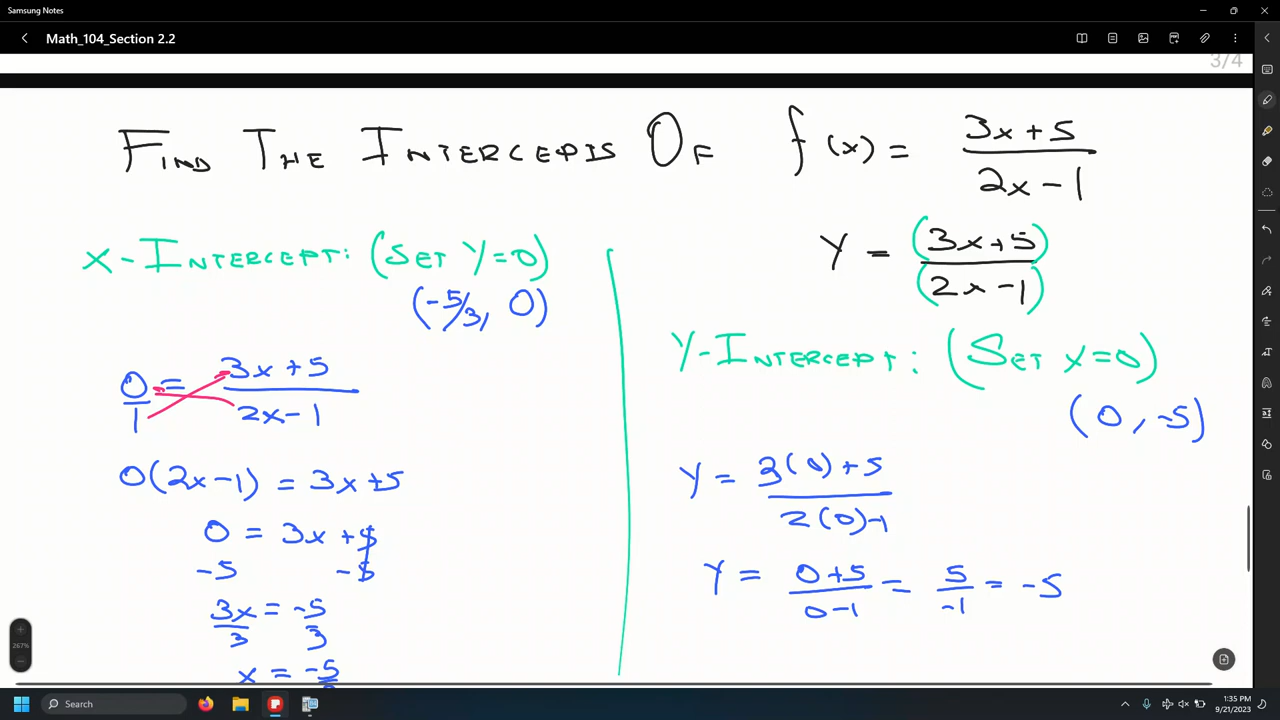 Samsung Notes
Math_104_Section 2.2
3/4
FIND THE INTERCEPTS OF f(x) = (3x+5)/(2x-1)
Y = (3x+5)/(2x-1)
X-INTERCEPT: (SET Y=0)
(-5/3, 0)
0/1 = (3x+5)/(2x-1)
0(2x-1) = 3x+5
0 = 3x+5
-5 -5
3x/3 = -5/3
x = -5
Y-INTERCEPT: (SET X=0)
(0, -5)
Y = (3(0)+5)/(2(0)-1)
Y = (0+5)/(0-1) = 5/-1 = -5
267%
Search
1:35 PM
9/21/2023